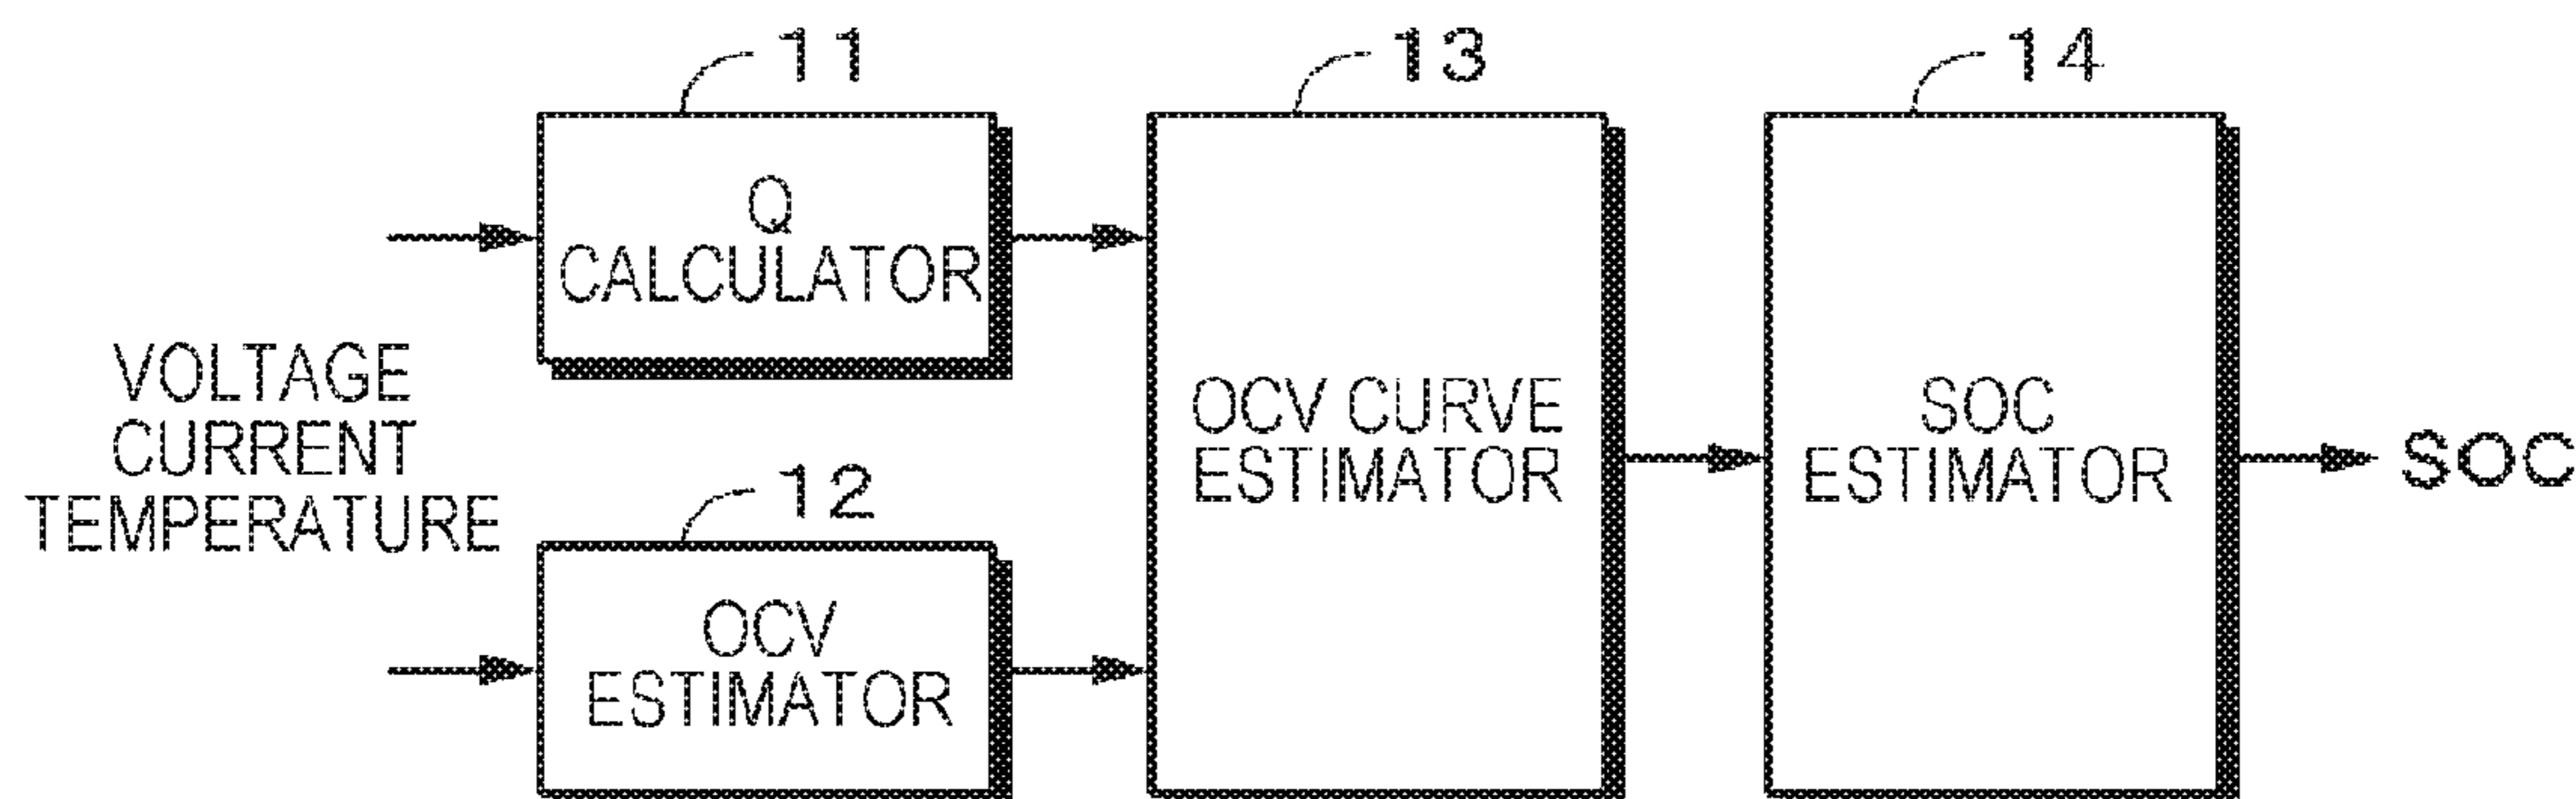 11
13
14
Q
CALCULATOR
VOLTAGE
CURRENT
TEMPERATURE
12
OCV
ESTIMATOR
OCV CURVE
ESTIMATOR
SOC
ESTIMATOR
SOC